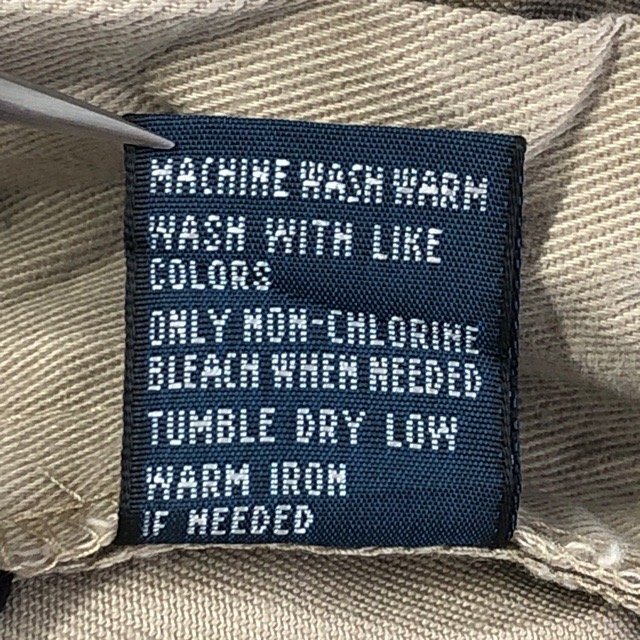 MACHINE WASH WARM
WASH WITH LIKE
COLORS
ONLY NON-CHLORINE
BLEACH WHEN NEEDED
TUMBLE DRY LOW
WARM IRON
IF NEEDED